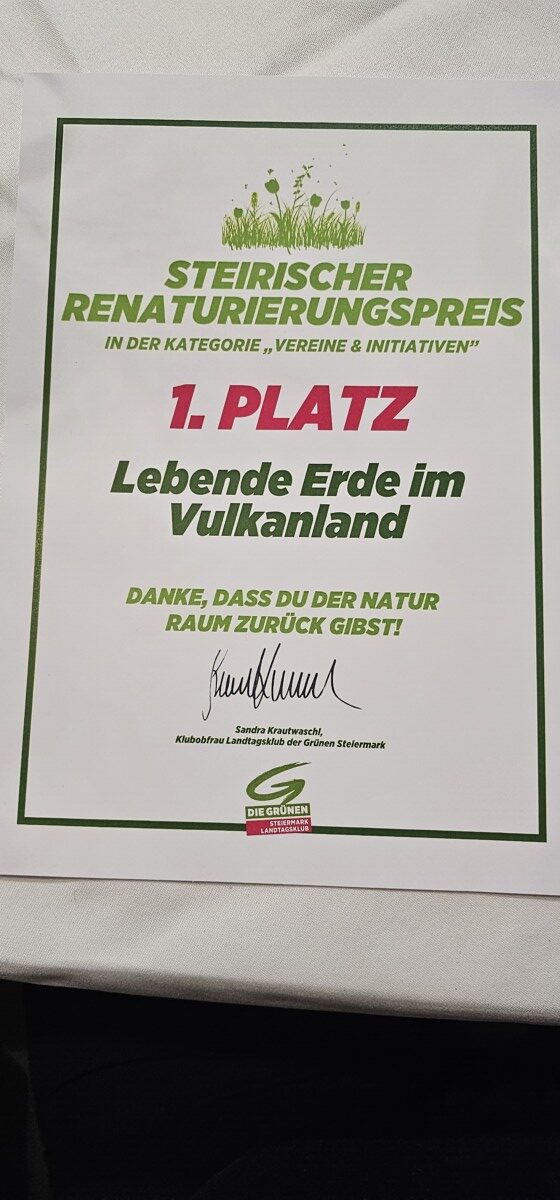 STEIRISCHER
RENATURIERUNGSPREIS
IN DER KATEGORIE „VEREINE & INITIATIVEN”
1. PLATZ
Lebende Erde im
Vulkanland
DANKE, DASS DU DER NATUR
RAUM ZURÜCK GIBST!
Sandra Krautwaschl,
Klubobfrau Landtagsklub der Grünen Steiermark
DIE GRÜNEN
STEIERMARK
LANDTAGSKLUB